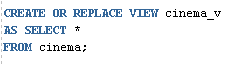 CREATE OR REPLACE VIEW cinema_v
AS SELECT *
FROM cinema;